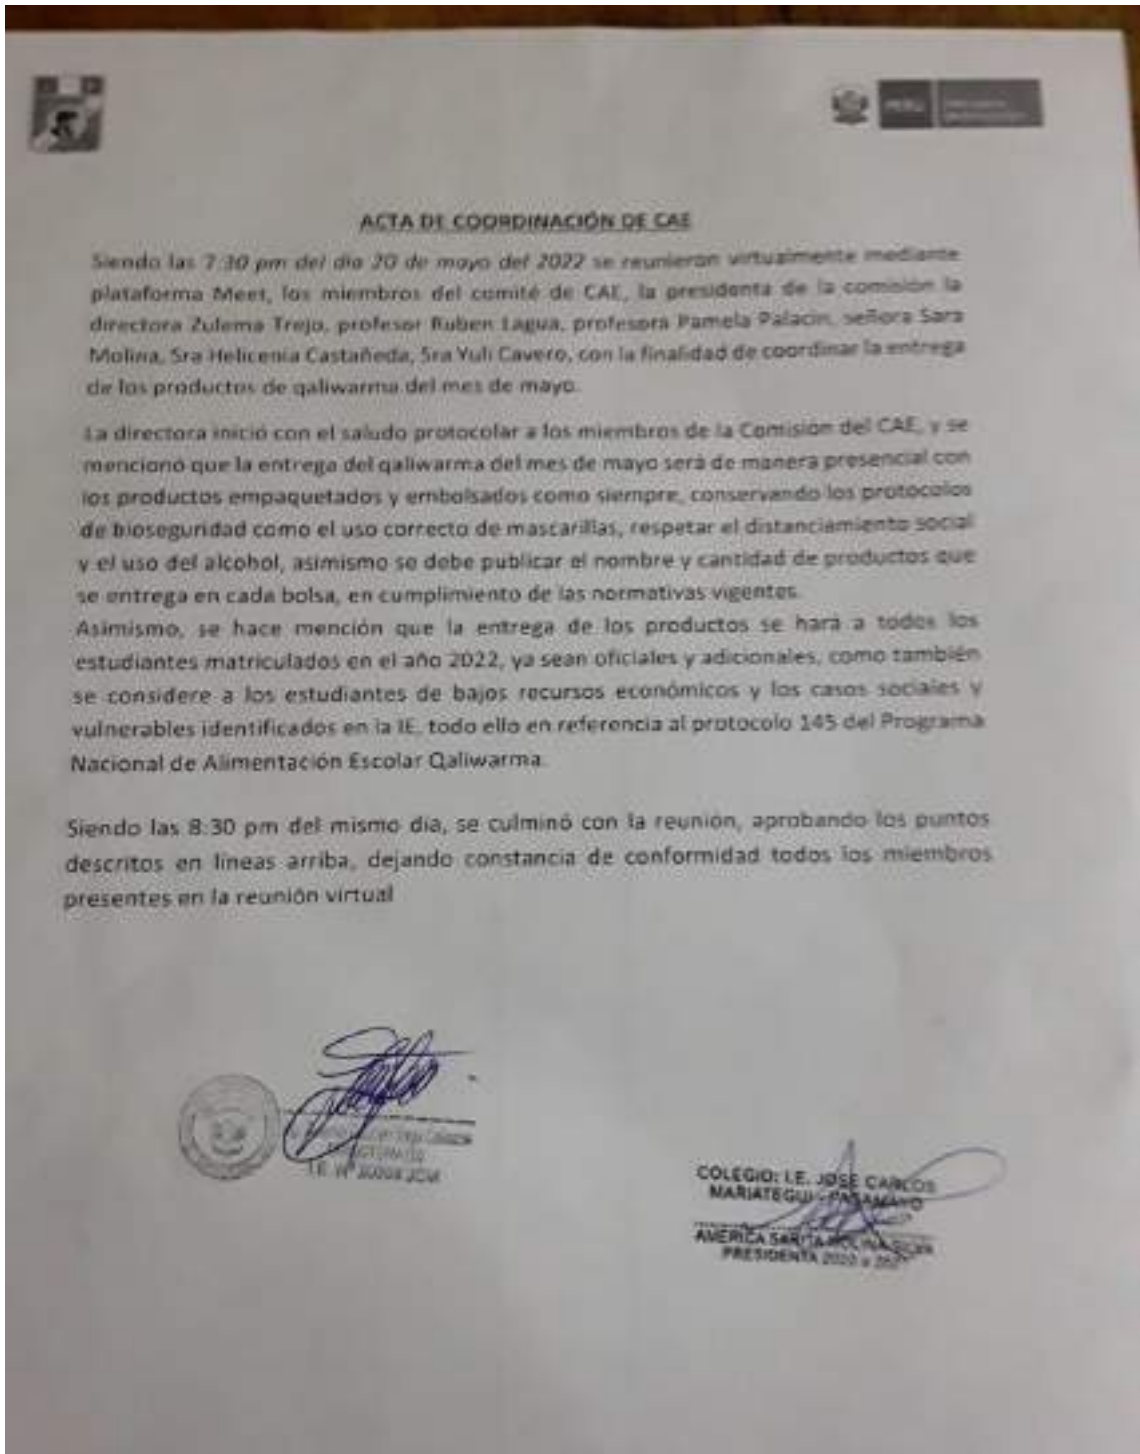 PERÚ
ACTA DE COORDINACIÓN DE CAE
Siendo las 7:30 pm del día 20 de mayo del 2022 se reunieron virtualmente mediante
plataforma Meet, los miembros del comité de CAE, la presidenta de la comisión la
directora Zulema Trejo, profesor Ruben Lagua, profesora Pamela Palacin, señora Sara
Molina, Sra Helicenia Castañeda, Sra Yuli Cavero, con la finalidad de coordinar la entrega
de los productos de qaliwarma del mes de mayo.
La directora inició con el saludo protocolar a los miembros de la Comisión del CAE, y se
mencionó que la entrega del qaliwarma del mes de mayo será de manera presencial con
los productos empaquetados y embolsados como siempre, conservando los protocolos
de bioseguridad como el uso correcto de mascarillas, respetar el distanciamiento social
y el uso del alcohol, asimismo se debe publicar el nombre y cantidad de productos que
se entrega en cada bolsa, en cumplimiento de las normativas vigentes.
Asimismo, se hace mención que la entrega de los productos se hará a todos los
estudiantes matriculados en el año 2022, ya sean oficiales y adicionales, como también
se considere a los estudiantes de bajos recursos económicos y los casos sociales y
vulnerables identificados en la IE, todo ello en referencia al protocolo 145 del Programa
Nacional de Alimentación Escolar Qaliwarma.
Siendo las 8:30 pm del mismo día, se culminó con la reunión, aprobando los puntos
descritos en líneas arriba, dejando constancia de conformidad todos los miembros
presentes en la reunión virtual
I.E. N° JCM
COLEGIO: I.E. JOSE CARLOS
MARIATEGUI - PASAMAYO
AMERICA SARITA MOLINA SILVA
PRESIDENTA 2020